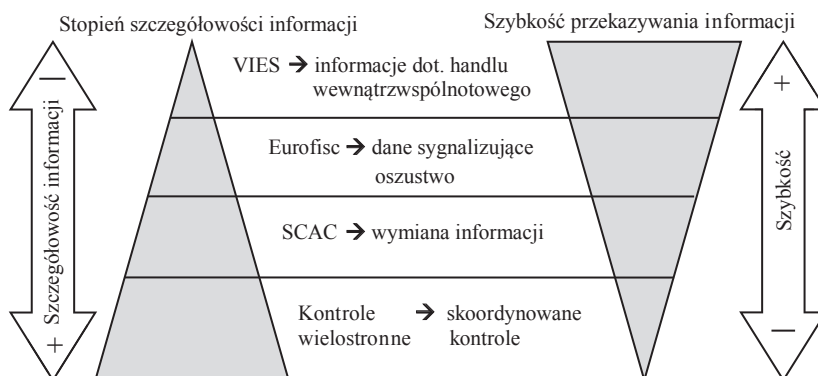 Stopień szczegółowości informacji
Szybkość przekazywania informacji
– Szczegółowość informacji +
VIES ➔ informacje dot. handlu
wewnątrzwspólnotowego
Eurofisc ➔ dane sygnalizujące
oszustwo
SCAC ➔ wymiana informacji
Kontrole ➔ skoordynowane
wielostronne kontrole
+
Szybkość
–